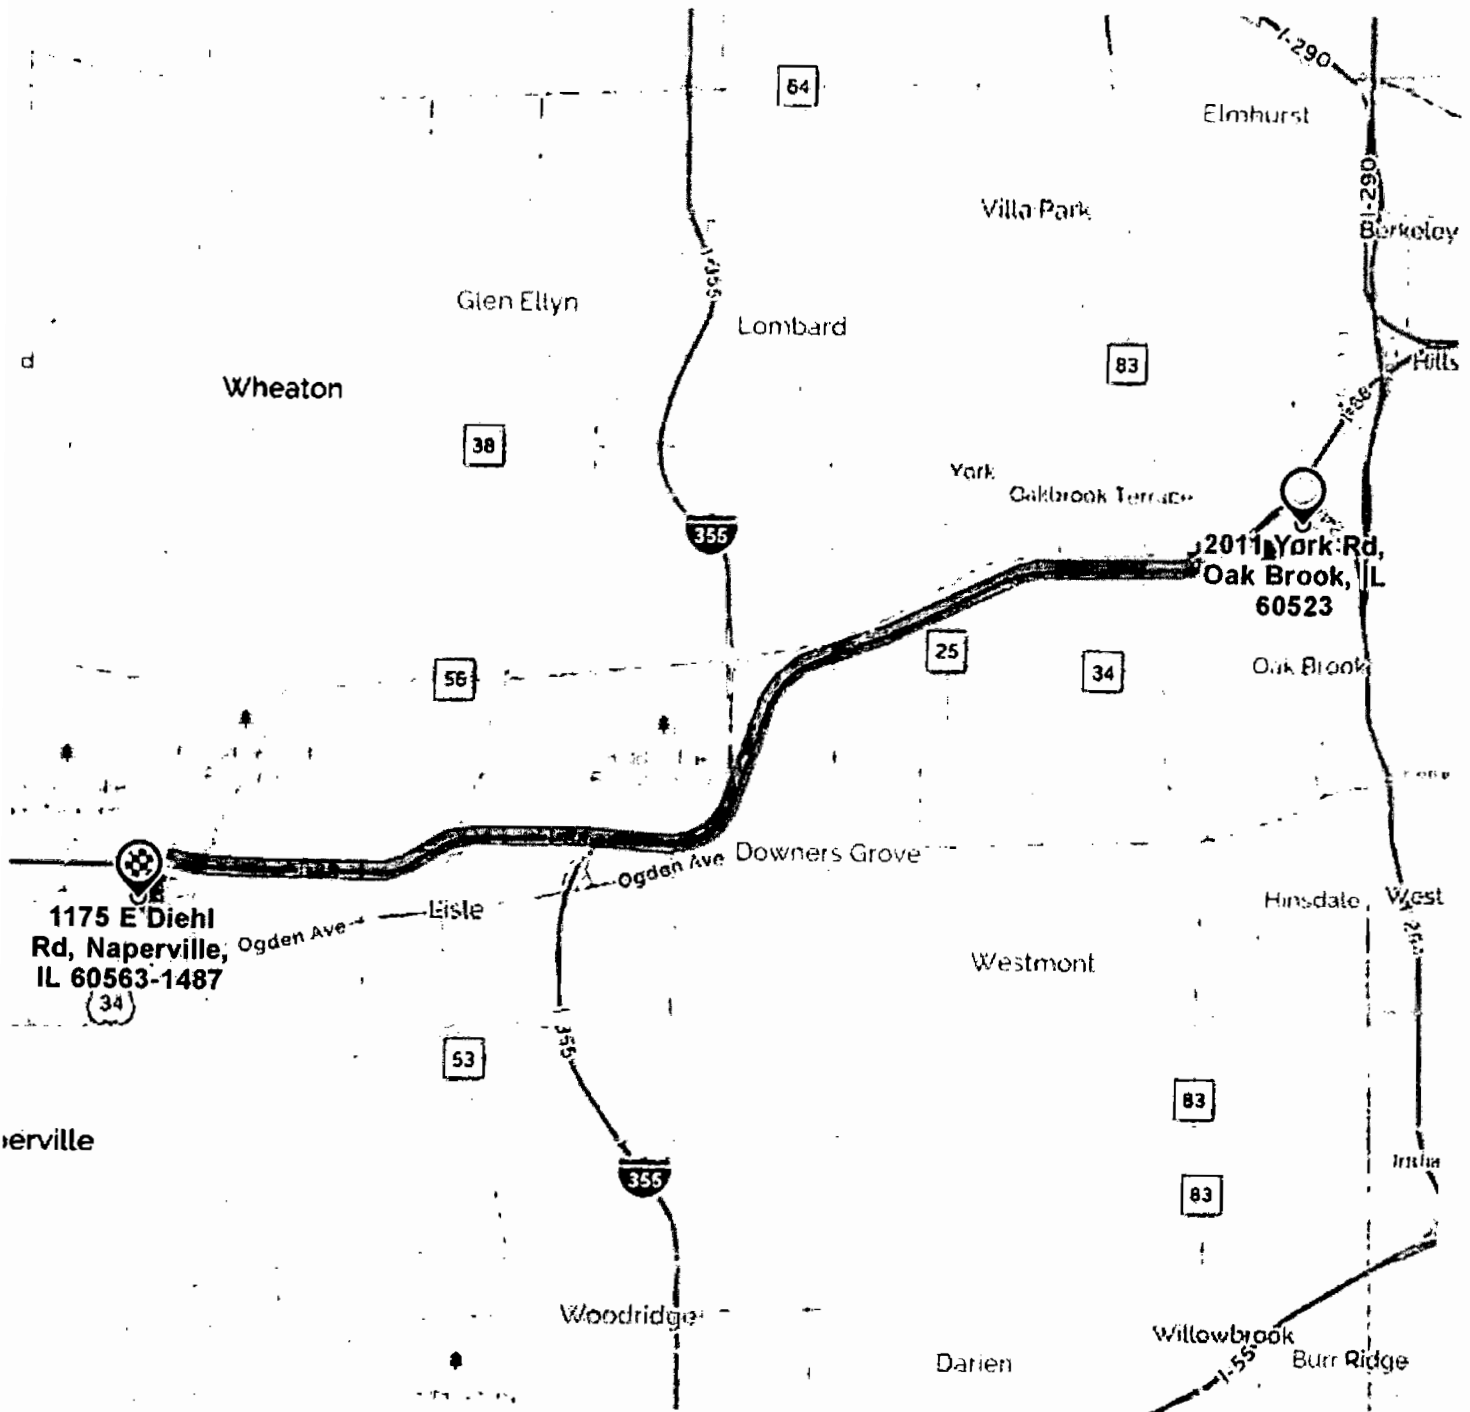 I-290
64
Elmhurst
I-290
Villa Park
Berkeley
I-355
Glen Ellyn
Lombard
d
83
Hills
Wheaton
I-88
38
York
Oakbrook Terrace
355
2011 York Rd,
Oak Brook, IL
60523
25
34
Oak Brook
56
Downers Grove
Ogden Ave
1175 E Diehl
Rd, Naperville,
IL 60563-1487
Lisle
Ogden Ave
Hinsdale
West
34
Westmont
I-355
53
83
erville
355
83
Woodridge
Willowbrook
I-55
Burr Ridge
Darien